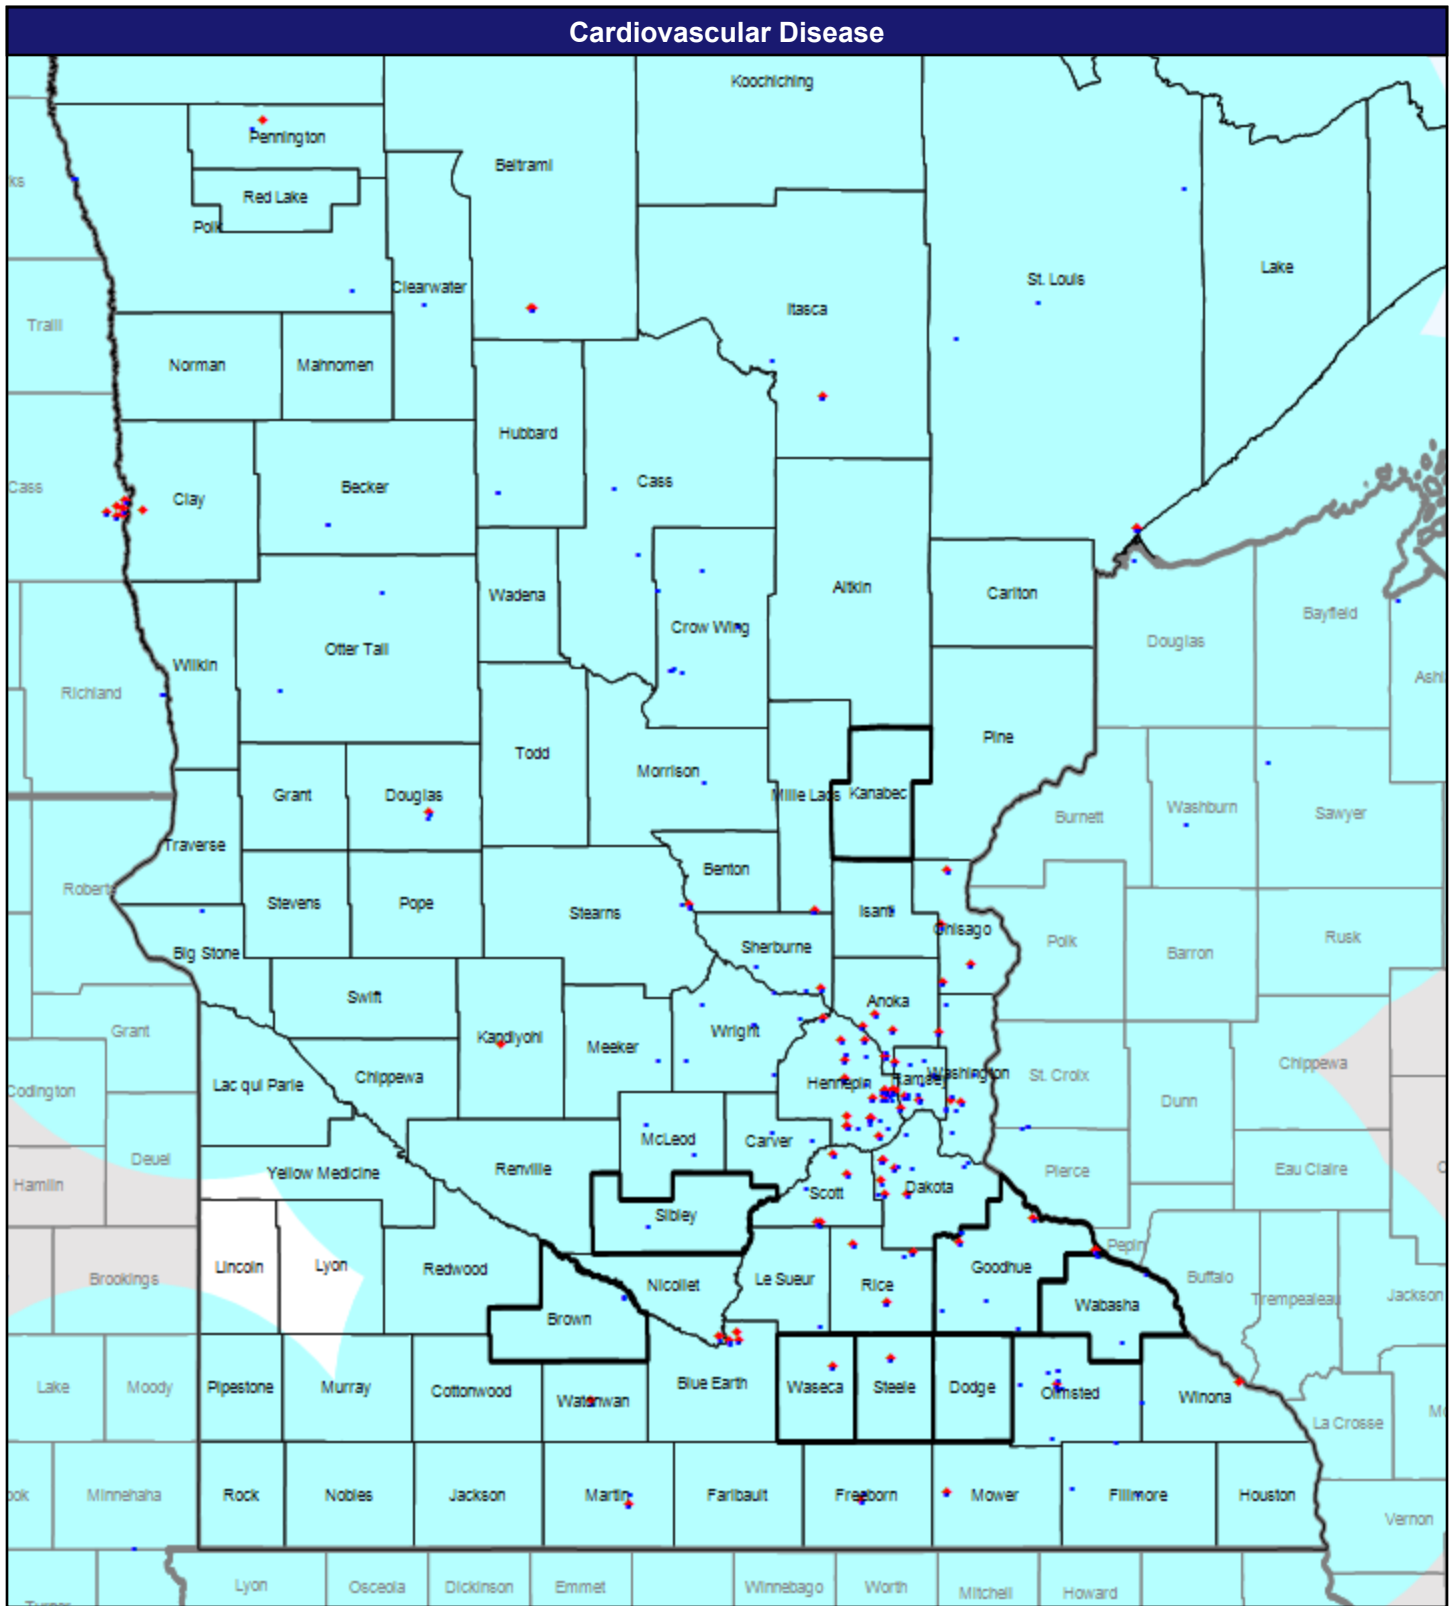 Cardiovascular Disease
Koochiching
Pennington
Beltrami
ks
Red Lake
Polk
Lake
St. Louis
Clearwater
Itasca
Traill
Norman
Mahnomen
Hubbard
Cass
Cass
Becker
Clay
Aitkin
Carlton
Wadena
Bayfield
Crow Wing
Douglas
Otter Tail
Wilkin
Ash
Richland
Pine
Todd
Morrison
Grant
Douglas
Mille Lacs
Kanabec
Washburn
Sawyer
Burnett
Traverse
Benton
Roberts
Stevens
Pope
Stearns
Isanti
Chisago
Polk
Rusk
Sherburne
Big Stone
Barron
Swift
Anoka
Grant
Wright
Kandiyohi
Meeker
Chippewa
Washington
St. Croix
Chippewa
Lac qui Parle
Hennepin
Ramsey
Codington
Dunn
McLeod
Carver
Deuel
Yellow Medicine
Renville
Pierce
Eau Claire
Hamlin
Scott
Dakota
Sibley
Pepin
Lincoln
Lyon
Redwood
Goodhue
Brookings
Nicollet
Le Sueur
Rice
Buffalo
Trempealeau
Jackson
Wabasha
Brown
Lake
Moody
Pipestone
Murray
Cottonwood
Blue Earth
Waseca
Steele
Dodge
Olmsted
Winona
Watonwan
La Crosse
Minnehaha
Rock
Nobles
Jackson
Martin
Faribault
Freeborn
Mower
Fillmore
Houston
Vernon
Lyon
Osceola
Dickinson
Emmet
Winnebago
Worth
Mitchell
Howard